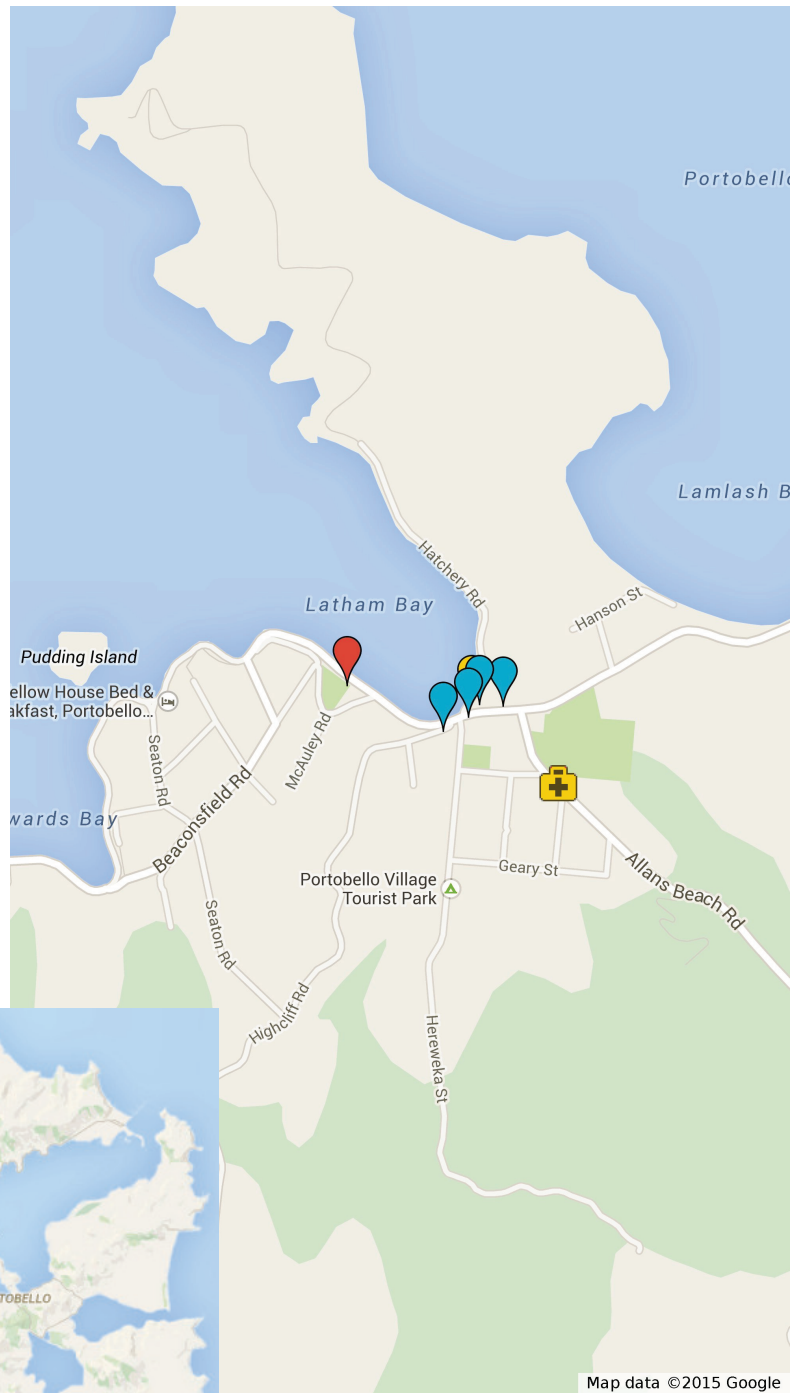 Portobello
Lamlash B
Hatchery Rd
Hanson St
Latham Bay
Pudding Island
ellow House Bed &
akfast, Portobello...
McAuley Rd
Seaton Rd
Beaconsfield Rd
wards Bay
Portobello Village
Tourist Park
Geary St
Allans Beach Rd
Seaton Rd
Highcliff Rd
Hereweka St
TOBELLO
Map data ©2015 Google